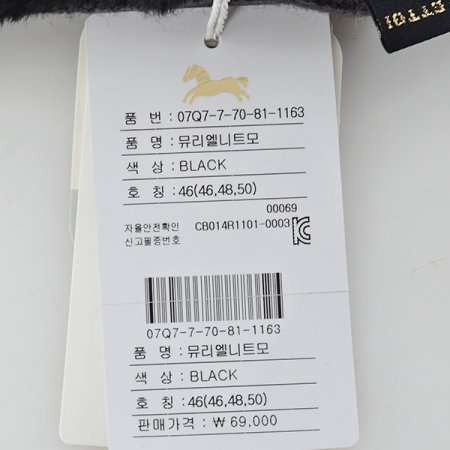 ETTOI
품 번 : 07Q7-7-70-81-1163
품 명 : 뮤리엘니트모
색 상 : BLACK
호 칭 : 46(46,48,50)
00069
자율안전확인 CB014R1101-0003
신고필증번호
07Q7-7-70-81-1163
품 명 : 뮤리엘니트모
색 상 : BLACK
호 칭 : 46(46,48,50)
판매가격 : ₩ 69,000